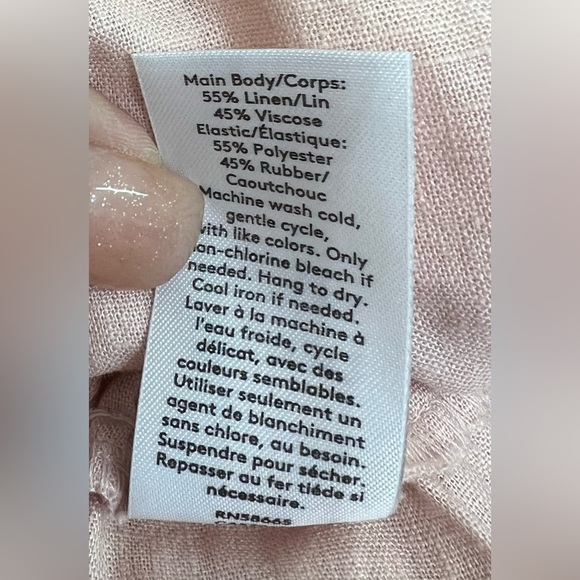 Main Body/Corps:
55% Linen/Lin
45% Viscose
Elastic/Élastique:
55% Polyester
45% Rubber/
Caoutchouc
Machine wash cold,
gentle cycle,
with like colors. Only
non-chlorine bleach if
needed. Hang to dry.
Cool iron if needed.
Laver à la machine à
l'eau froide, cycle
délicat, avec des
couleurs semblables.
Utiliser seulement un
agent de blanchiment
sans chlore, au besoin.
Suspendre pour sécher.
Repasser au fer tiéde si
nécessaire.
RN58665